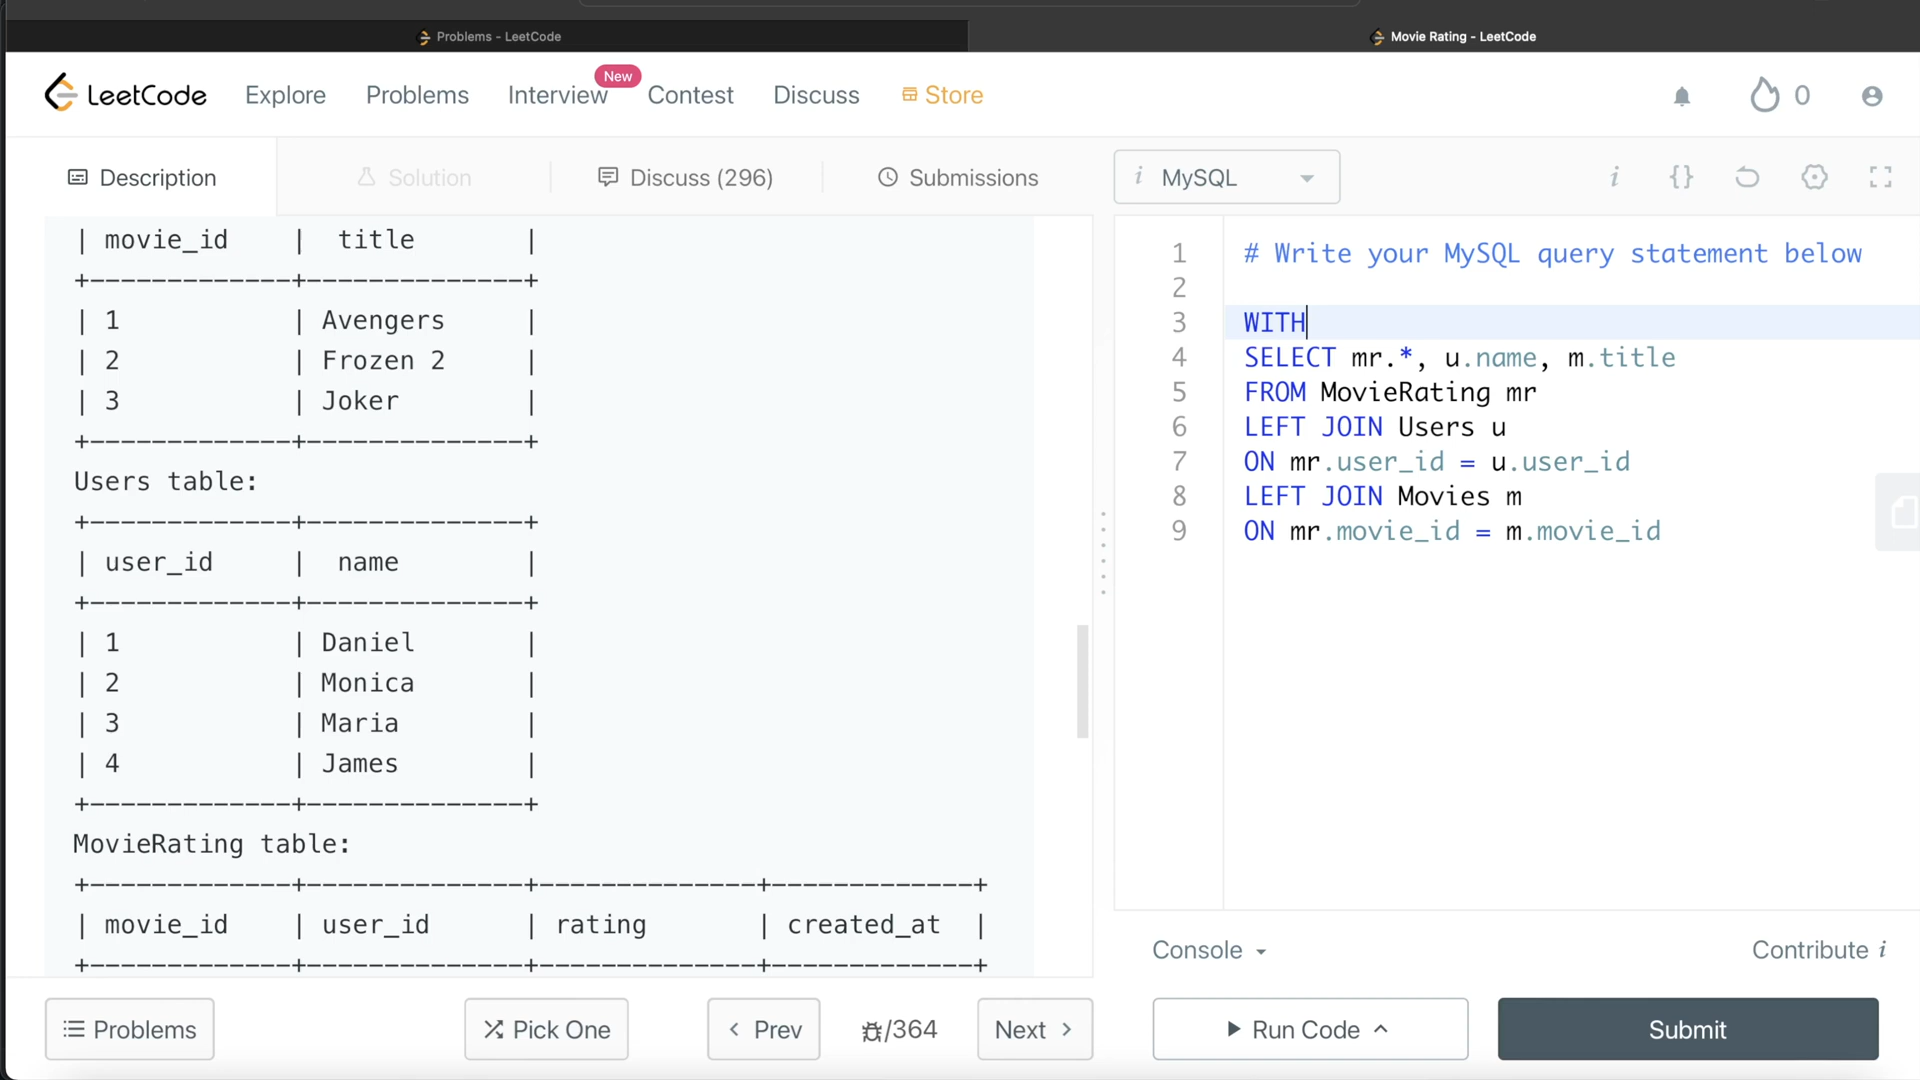 Problems - LeetCode
Movie Rating - LeetCode
LeetCode
Explore
Problems
Interview
New
Contest
Discuss
Store
0
Description
Solution
Discuss (296)
Submissions
i MySQL
i {}
| movie_id | title |
+-------------+--------------+
| 1 | Avengers |
| 2 | Frozen 2 |
| 3 | Joker |
+-------------+--------------+
Users table:
+-------------+--------------+
| user_id | name |
+-------------+--------------+
| 1 | Daniel |
| 2 | Monica |
| 3 | Maria |
| 4 | James |
+-------------+--------------+
MovieRating table:
+-------------+--------------+--------------+-------------+
| movie_id | user_id | rating | created_at |
+-------------+--------------+--------------+-------------+
1 # Write your MySQL query statement below
2
3 WITH
4 SELECT mr.*, u.name, m.title
5 FROM MovieRating mr
6 LEFT JOIN Users u
7 ON mr.user_id = u.user_id
8 LEFT JOIN Movies m
9 ON mr.movie_id = m.movie_id
Console
Contribute i
Problems
Pick One
Prev
/364
Next
Run Code
Submit